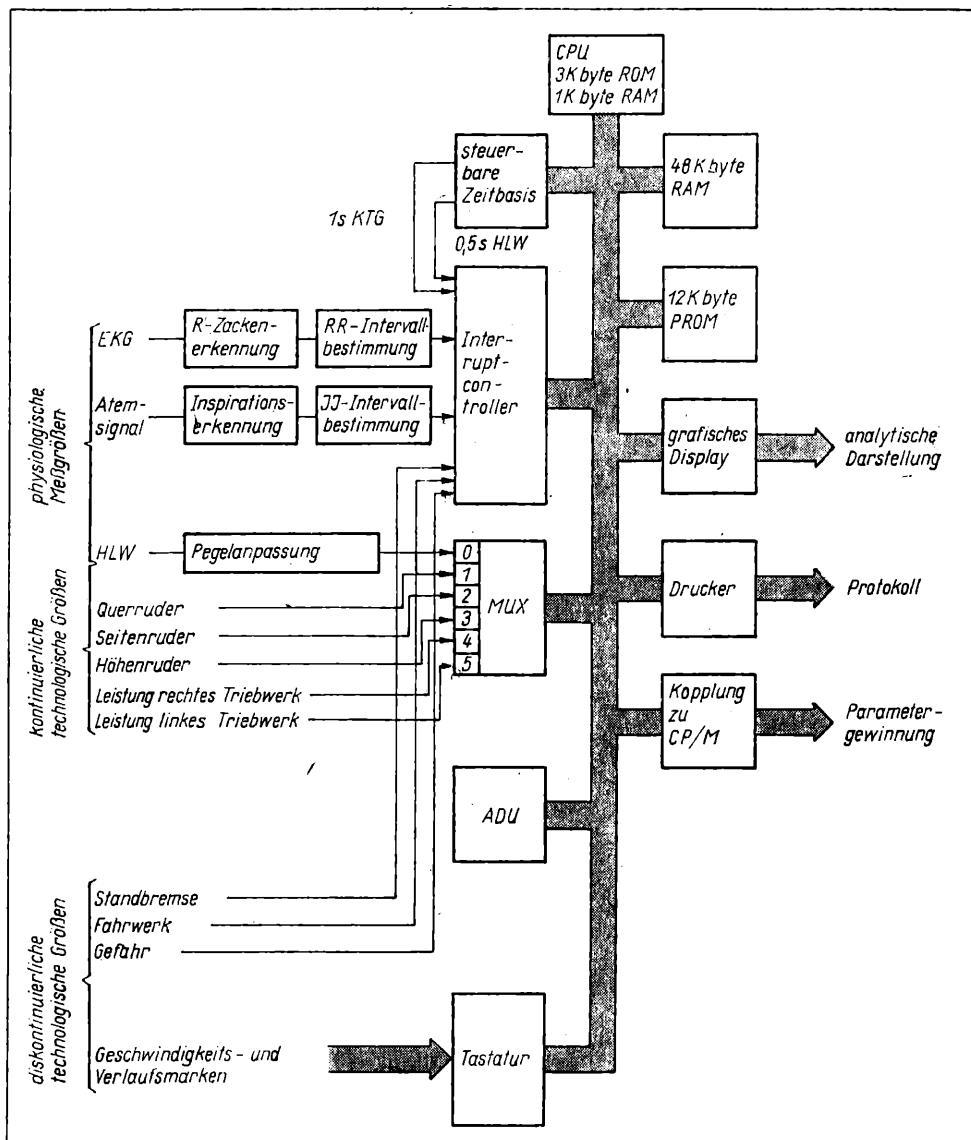 CPU
3K byte ROM
1K byte RAM
steuer-
bare
Zeitbasis
48K byte
RAM
1s KTG
0,5s HLW
12K byte
PROM
physiologische
Meßgrößen
EKG
R-Zacken-
erkennung
RR-Intervall-
bestimmung
Inter-
rupt-
con-
troller
Atem-
signal
Inspirations-
erkennung
JJ-Intervall-
bestimmung
grafisches
Display
analytische
Darstellung
HLW
Pegelanpassung
0
1
2
3
4
5
MUX
Drucker
Protokoll
kontinuierliche
technologische Größen
Querruder
Seitenruder
Höhenruder
Leistung rechtes Triebwerk
Leistung linkes Triebwerk
Kopplung
zu
CP/M
Parameter-
gewinnung
ADU
diskontinuierliche
technologische Größen
Standbremse
Fahrwerk
Gefahr
Geschwindigkeits- und
Verlaufsmarken
Tastatur